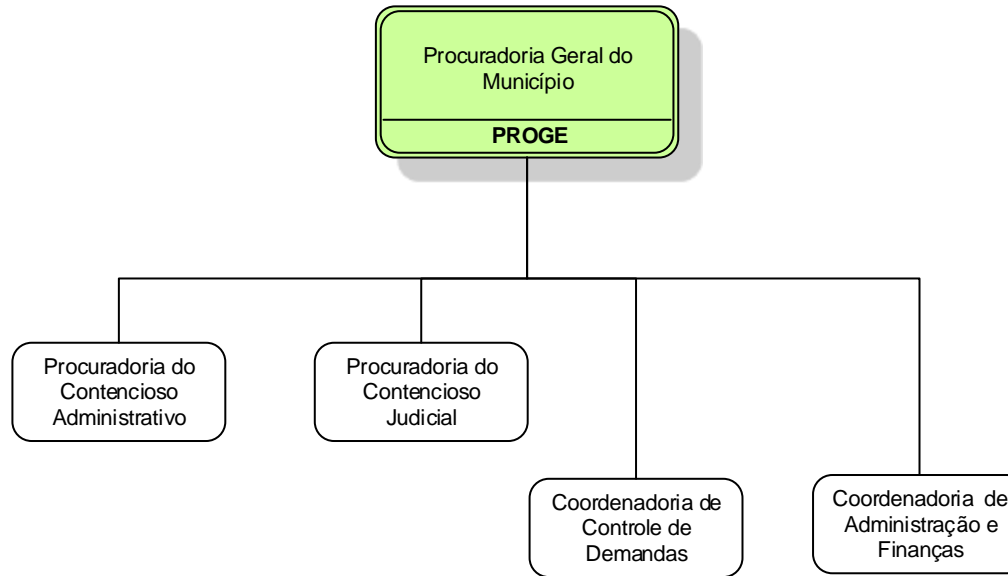 Procuradoria Geral do
Município
PROGE
Procuradoria do
Contencioso
Administrativo
Procuradoria do
Contencioso
Judicial
Coordenadoria de
Controle de
Demandas
Coordenadoria de
Administração e
Finanças